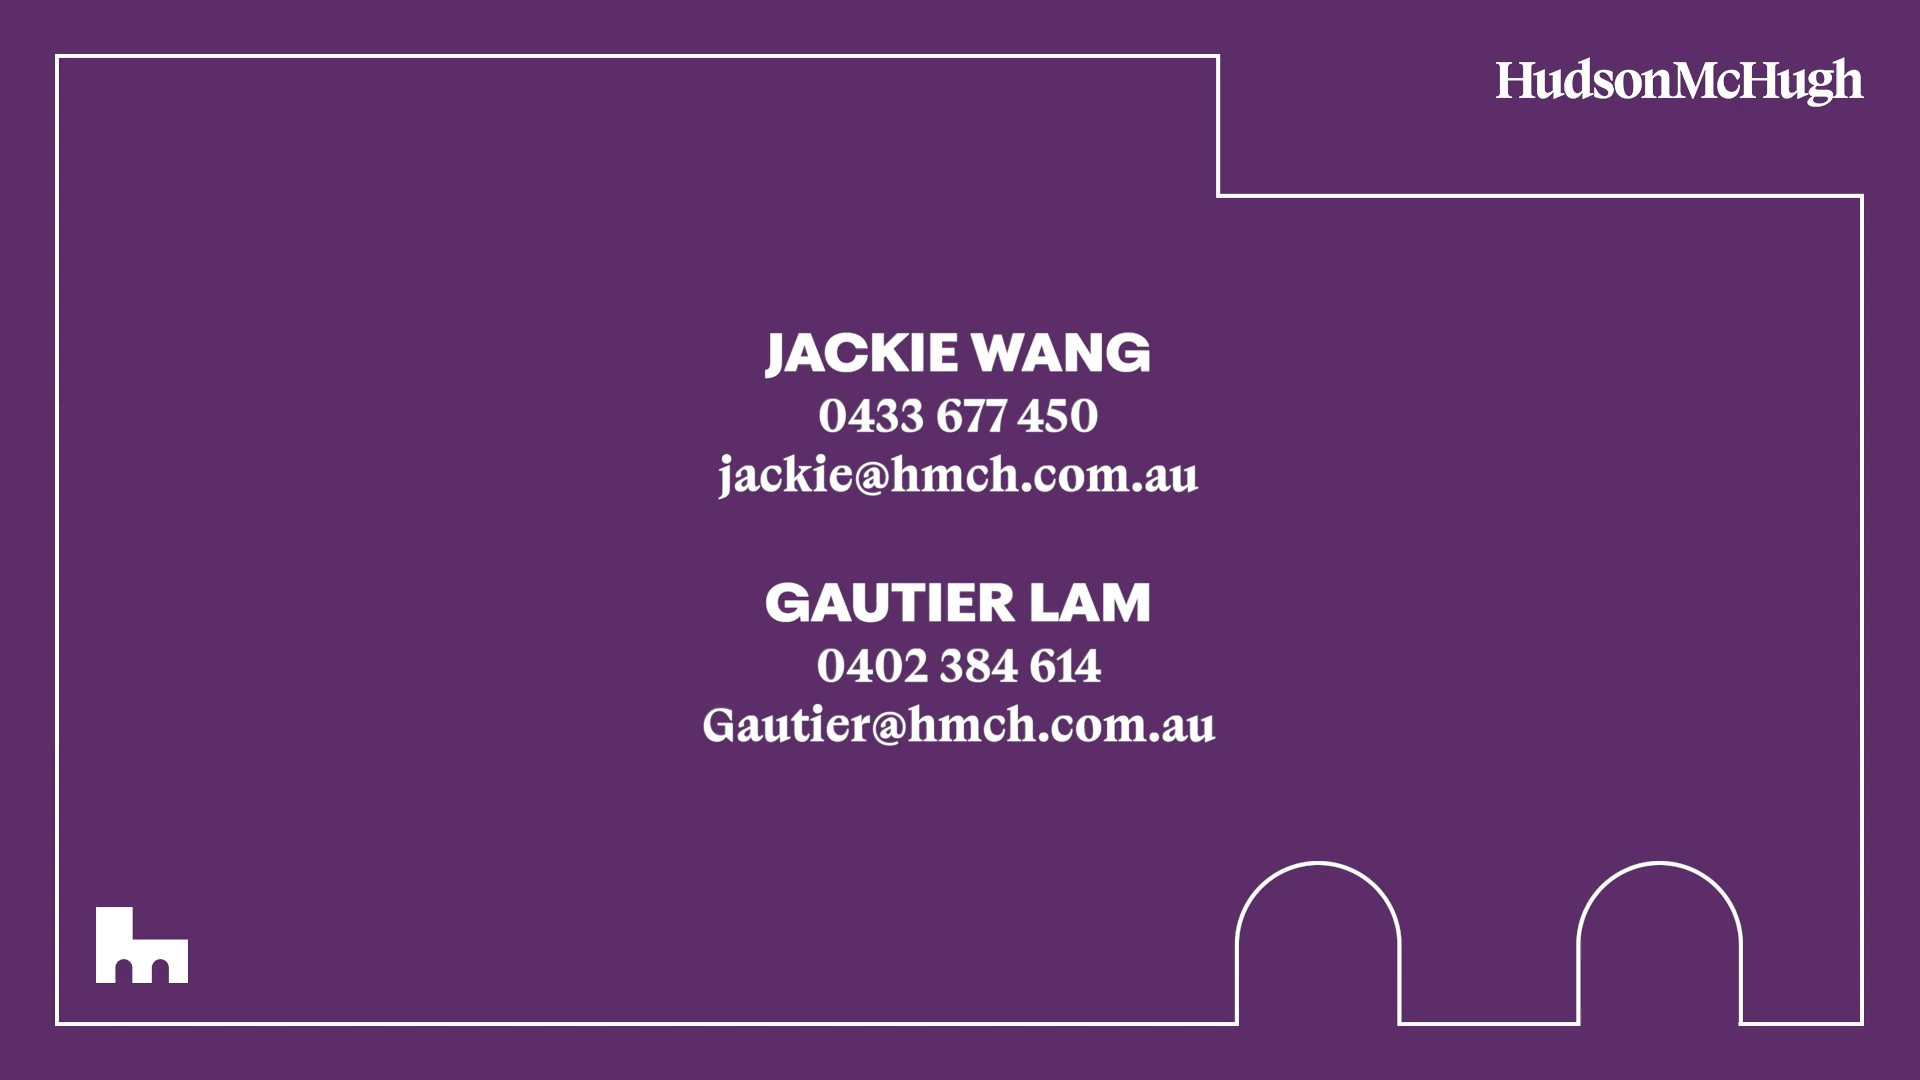 HudsonMcHugh
JACKIE WANG
0433 677 450
jackie@hmch.com.au
GAUTIER LAM
0402 384 614
Gautier@hmch.com.au